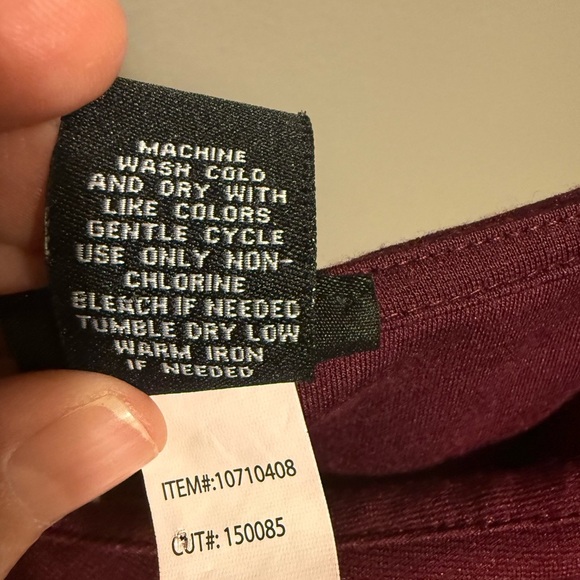 MACHINE
WASH COLD
AND DRY WITH
LIKE COLORS
GENTLE CYCLE
USE ONLY NON-
CHLORINE
BLEACH IF NEEDED
TUMBLE DRY LOW
WARM IRON
IF NEEDED
ITEM#:10710408
CUT#: 150085